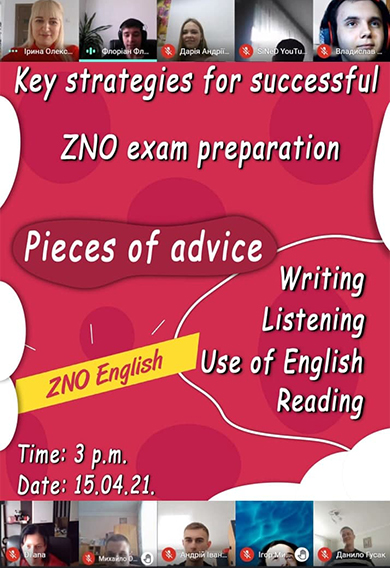 Ірина Олекс...
Флоріан Фл...
Дарія Андрії...
SiNeD YouTu...
Владислав ...
Key strategies for successful
ZNO exam preparation
Pieces of advice
Writing
Listening
Use of English
Reading
ZNO English
Time: 3 p.m.
Date: 15.04.21.
Diana
Михайло
Андрій Іван...
Ігор Ми...
Данило Гусак